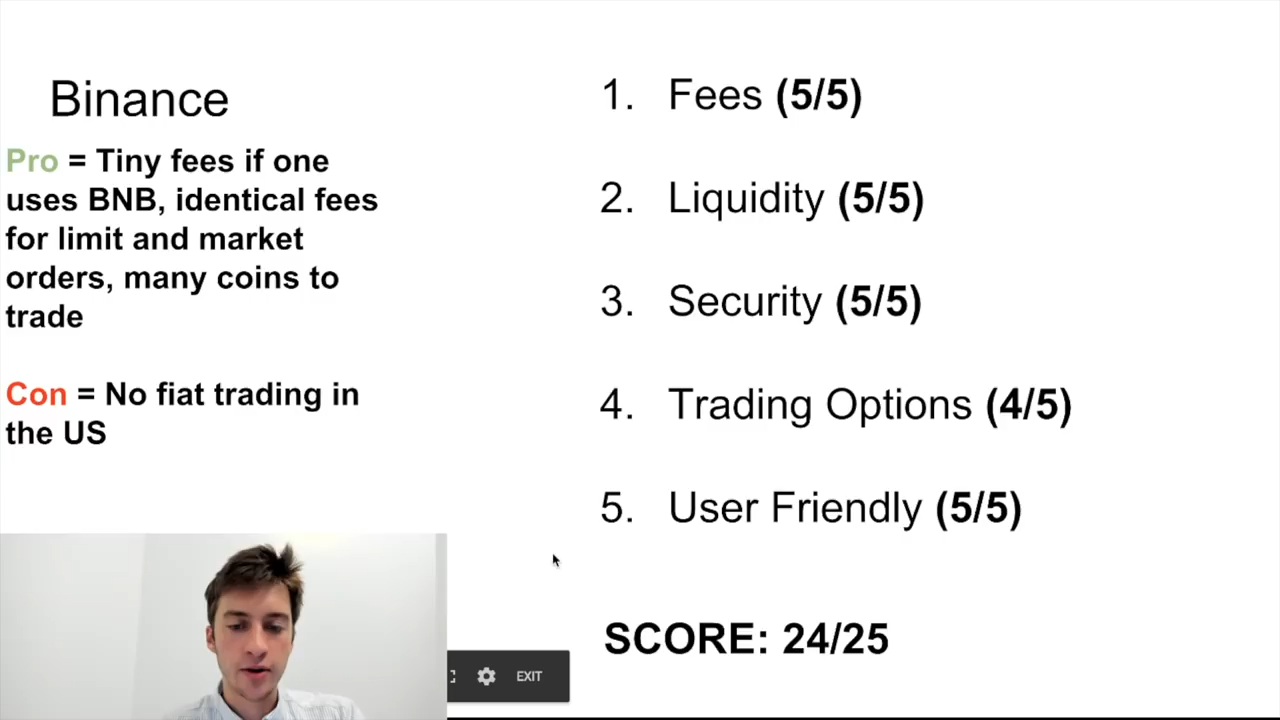 Binance
Pro = Tiny fees if one
uses BNB, identical fees
for limit and market
orders, many coins to
trade
Con = No fiat trading in
the US
1. Fees (5/5)
2. Liquidity (5/5)
3. Security (5/5)
4. Trading Options (4/5)
5. User Friendly (5/5)
SCORE: 24/25
EXIT